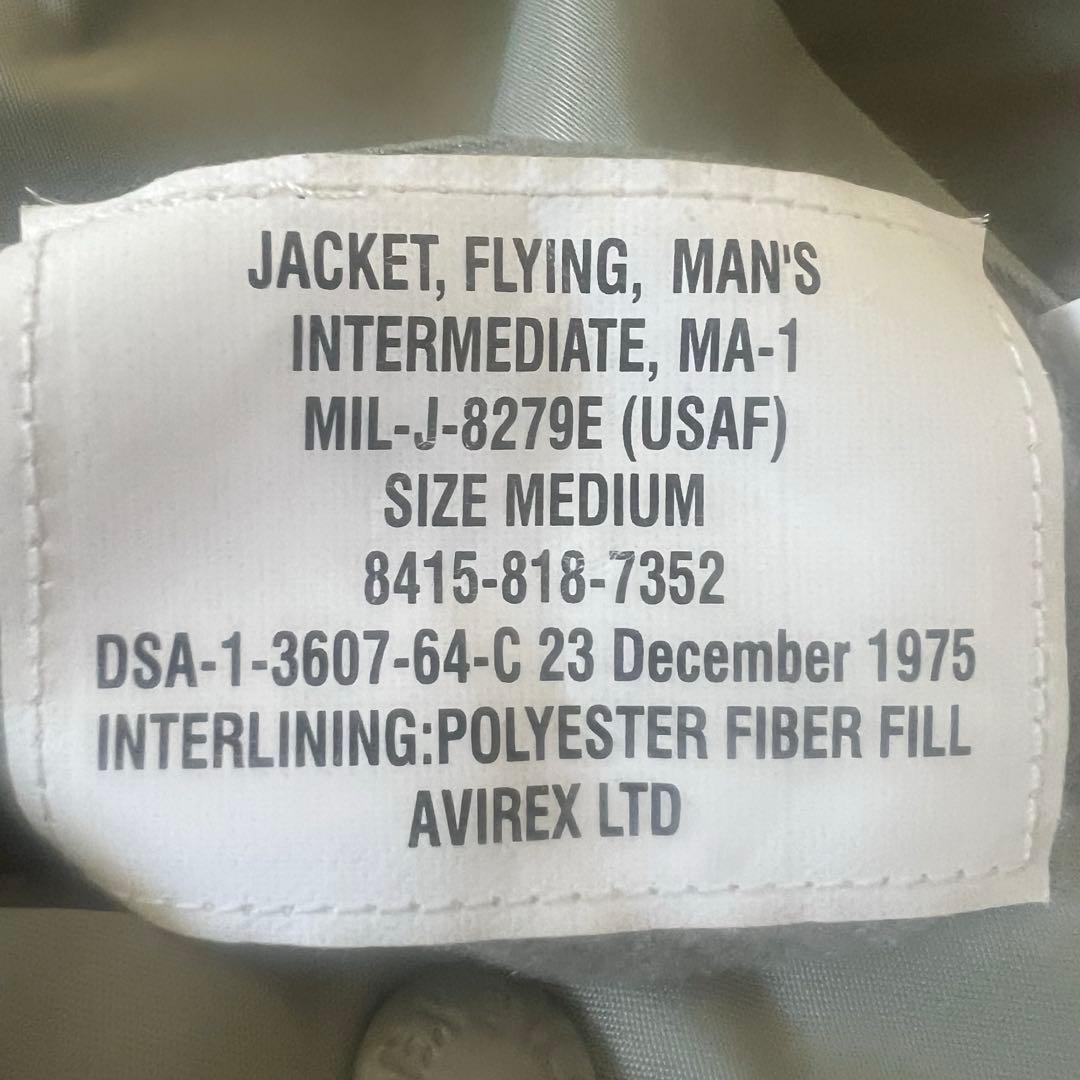 JACKET, FLYING, MAN'S
INTERMEDIATE, MA-1
MIL-J-8279E (USAF)
SIZE MEDIUM
8415-818-7352
DSA-1-3607-64-C 23 December 1975
INTERLINING:POLYESTER FIBER FILL
AVIREX LTD